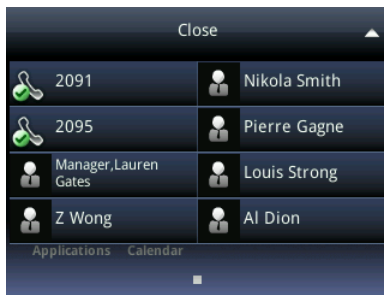 Close
2091
Nikola Smith
2095
Pierre Gagne
Manager,Lauren
Gates
Louis Strong
Z Wong
Al Dion
Applications Calendar